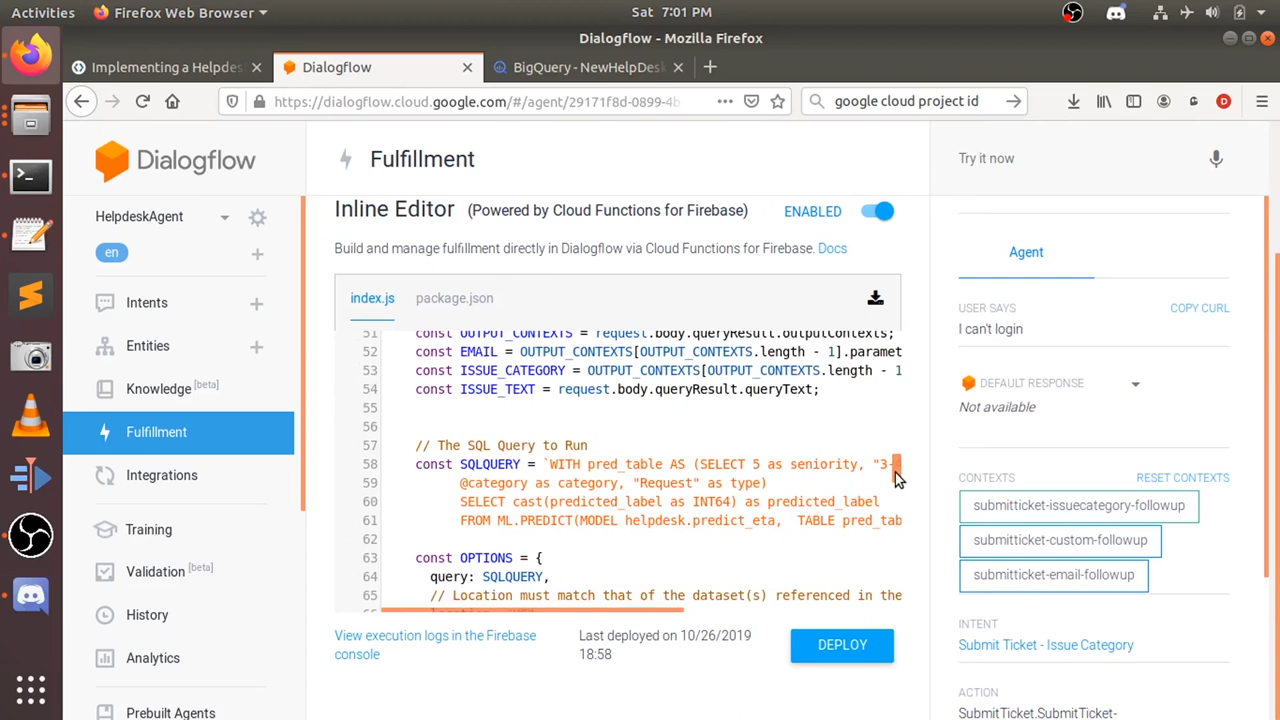 Activities
Firefox Web Browser
Sat 7:01 PM
Dialogflow - Mozilla Firefox
Implementing a Helpdes
Dialogflow
BigQuery - NewHelpDesk
https://dialogflow.cloud.google.com/#/agent/29171f8d-0899-4b
google cloud project id
Dialogflow
Fulfillment
Try it now
HelpdeskAgent
en
Intents
Entities
Knowledge [beta]
Fulfillment
Integrations
Training
Validation [beta]
History
Analytics
Prebuilt Agents
Inline Editor (Powered by Cloud Functions for Firebase)
ENABLED
Build and manage fulfillment directly in Dialogflow via Cloud Functions for Firebase. Docs
index.js
package.json
51 const OUTPUT_CONTEXTS = request.body.queryResult.outputContexts;
52 const EMAIL = OUTPUT_CONTEXTS[OUTPUT_CONTEXTS.length - 1].paramet
53 const ISSUE_CATEGORY = OUTPUT_CONTEXTS[OUTPUT_CONTEXTS.length - 1
54 const ISSUE_TEXT = request.body.queryResult.queryText;
55
56
57 // The SQL Query to Run
58 const SQLQUERY = `WITH pred_table AS (SELECT 5 as seniority, "3-
59 @category as category, "Request" as type)
60 SELECT cast(predicted_label as INT64) as predicted_label
61 FROM ML.PREDICT(MODEL helpdesk.predict_eta, TABLE pred_tab
62
63 const OPTIONS = {
64 query: SQLQUERY,
65 // Location must match that of the dataset(s) referenced in the
View execution logs in the Firebase console
Last deployed on 10/26/2019 18:58
DEPLOY
Agent
USER SAYS
COPY CURL
I can't login
DEFAULT RESPONSE
Not available
CONTEXTS
RESET CONTEXTS
submitticket-issuecategory-followup
submitticket-custom-followup
submitticket-email-followup
INTENT
Submit Ticket - Issue Category
ACTION
SubmitTicket.SubmitTicket-